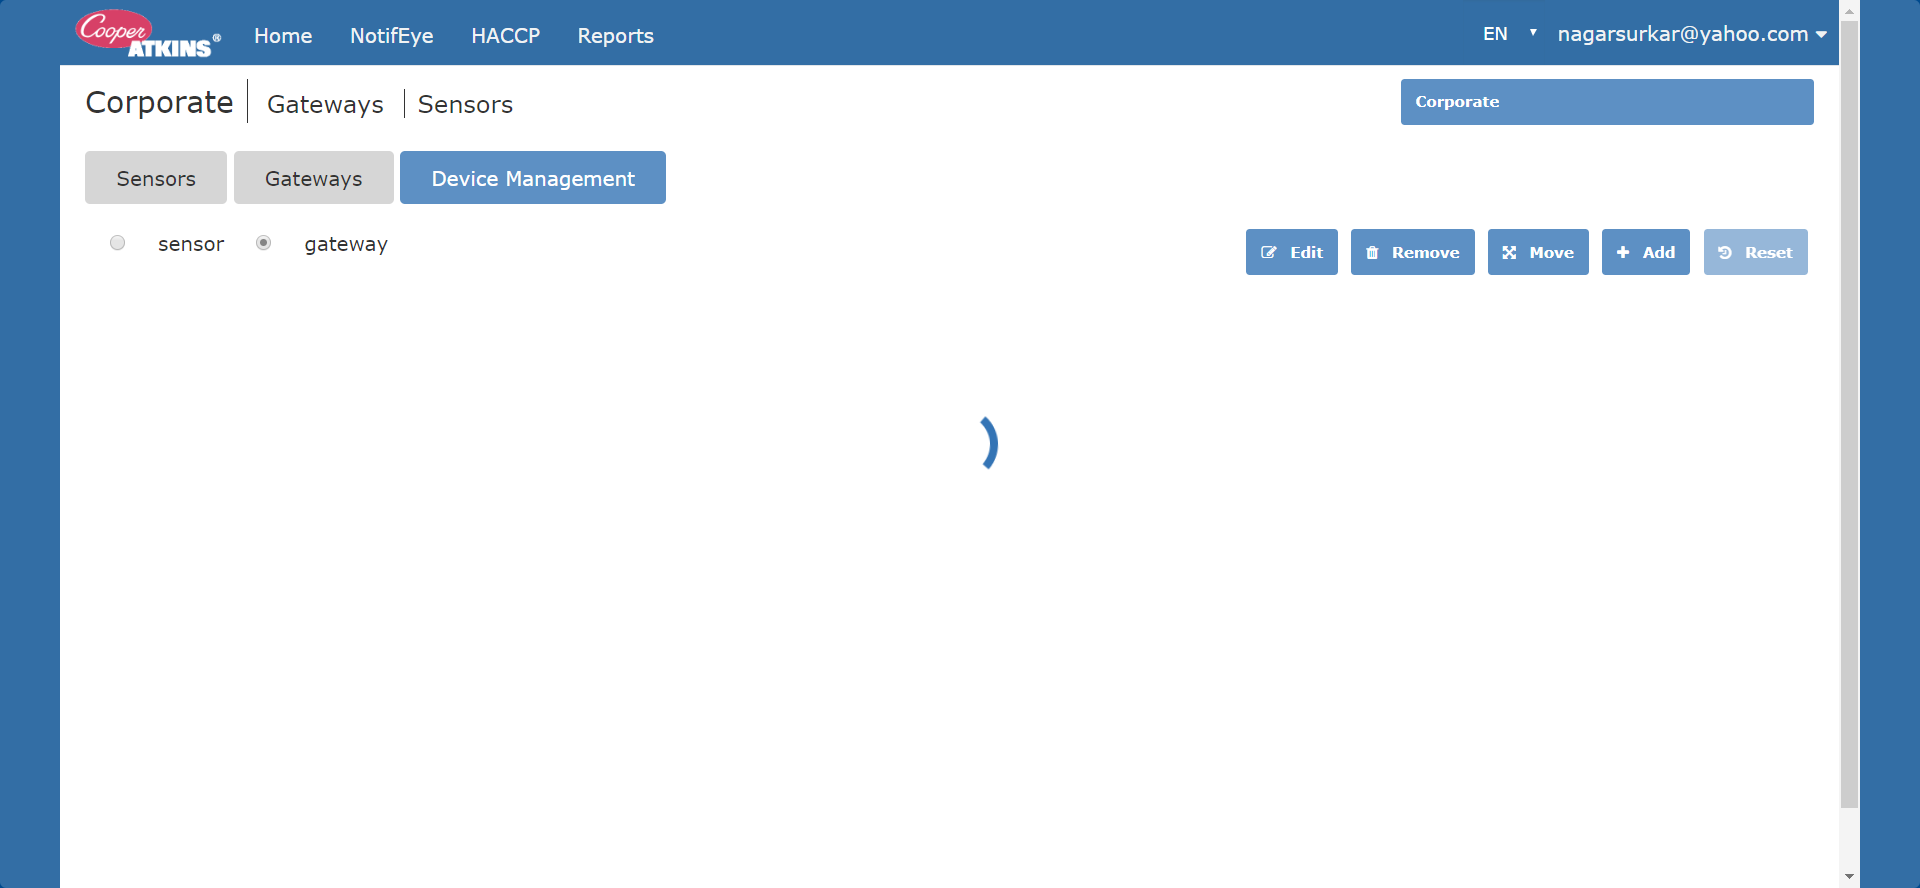 Cooper ATKINS® Home NotifEye HACCP Reports EN nagarsurkar@yahoo.com
Corporate Gateways Sensors Corporate
Sensors Gateways Device Management
sensor gateway Edit Remove Move Add Reset